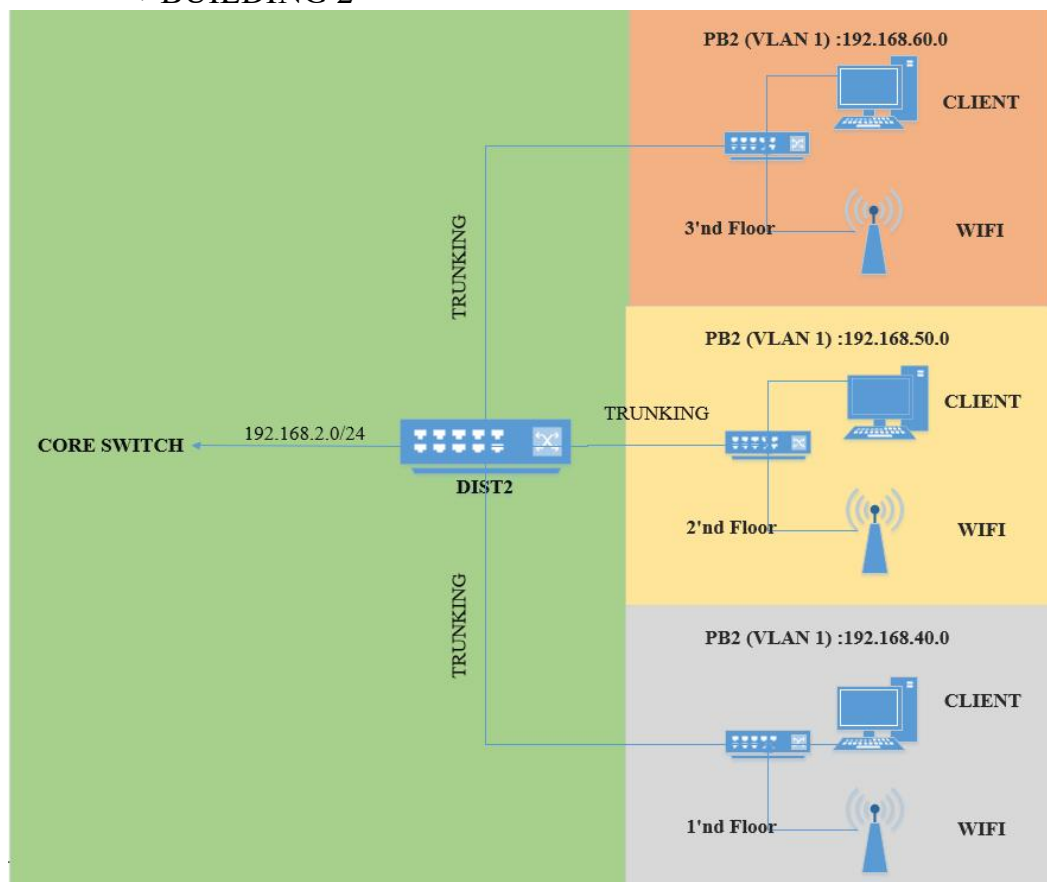 BUILDING 2
PB2 (VLAN 1) :192.168.60.0
CLIENT
3'nd Floor
WIFI
TRUNKING
PB2 (VLAN 1) :192.168.50.0
CLIENT
TRUNKING
CORE SWITCH
192.168.2.0/24
DIST2
2'nd Floor
WIFI
TRUNKING
PB2 (VLAN 1) :192.168.40.0
CLIENT
1'nd Floor
WIFI